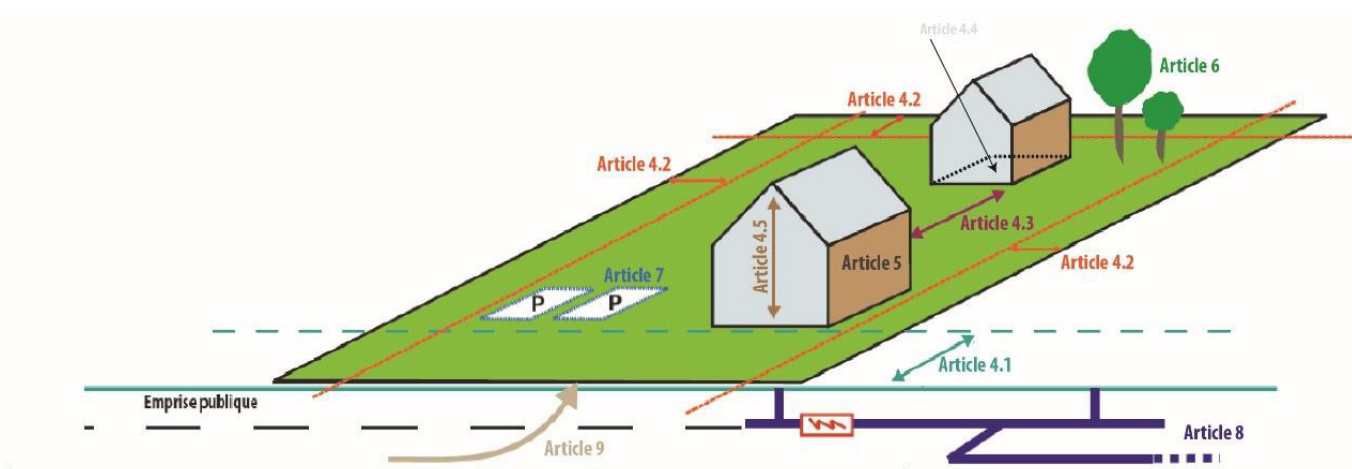 Article 4.4
Article 6
Article 4.2
Article 4.2
Article 4.3
Article 4.5
Article 5
Article 4.2
Article 7
P
P
Article 4.1
Emprise publique
Article 9
Article 8